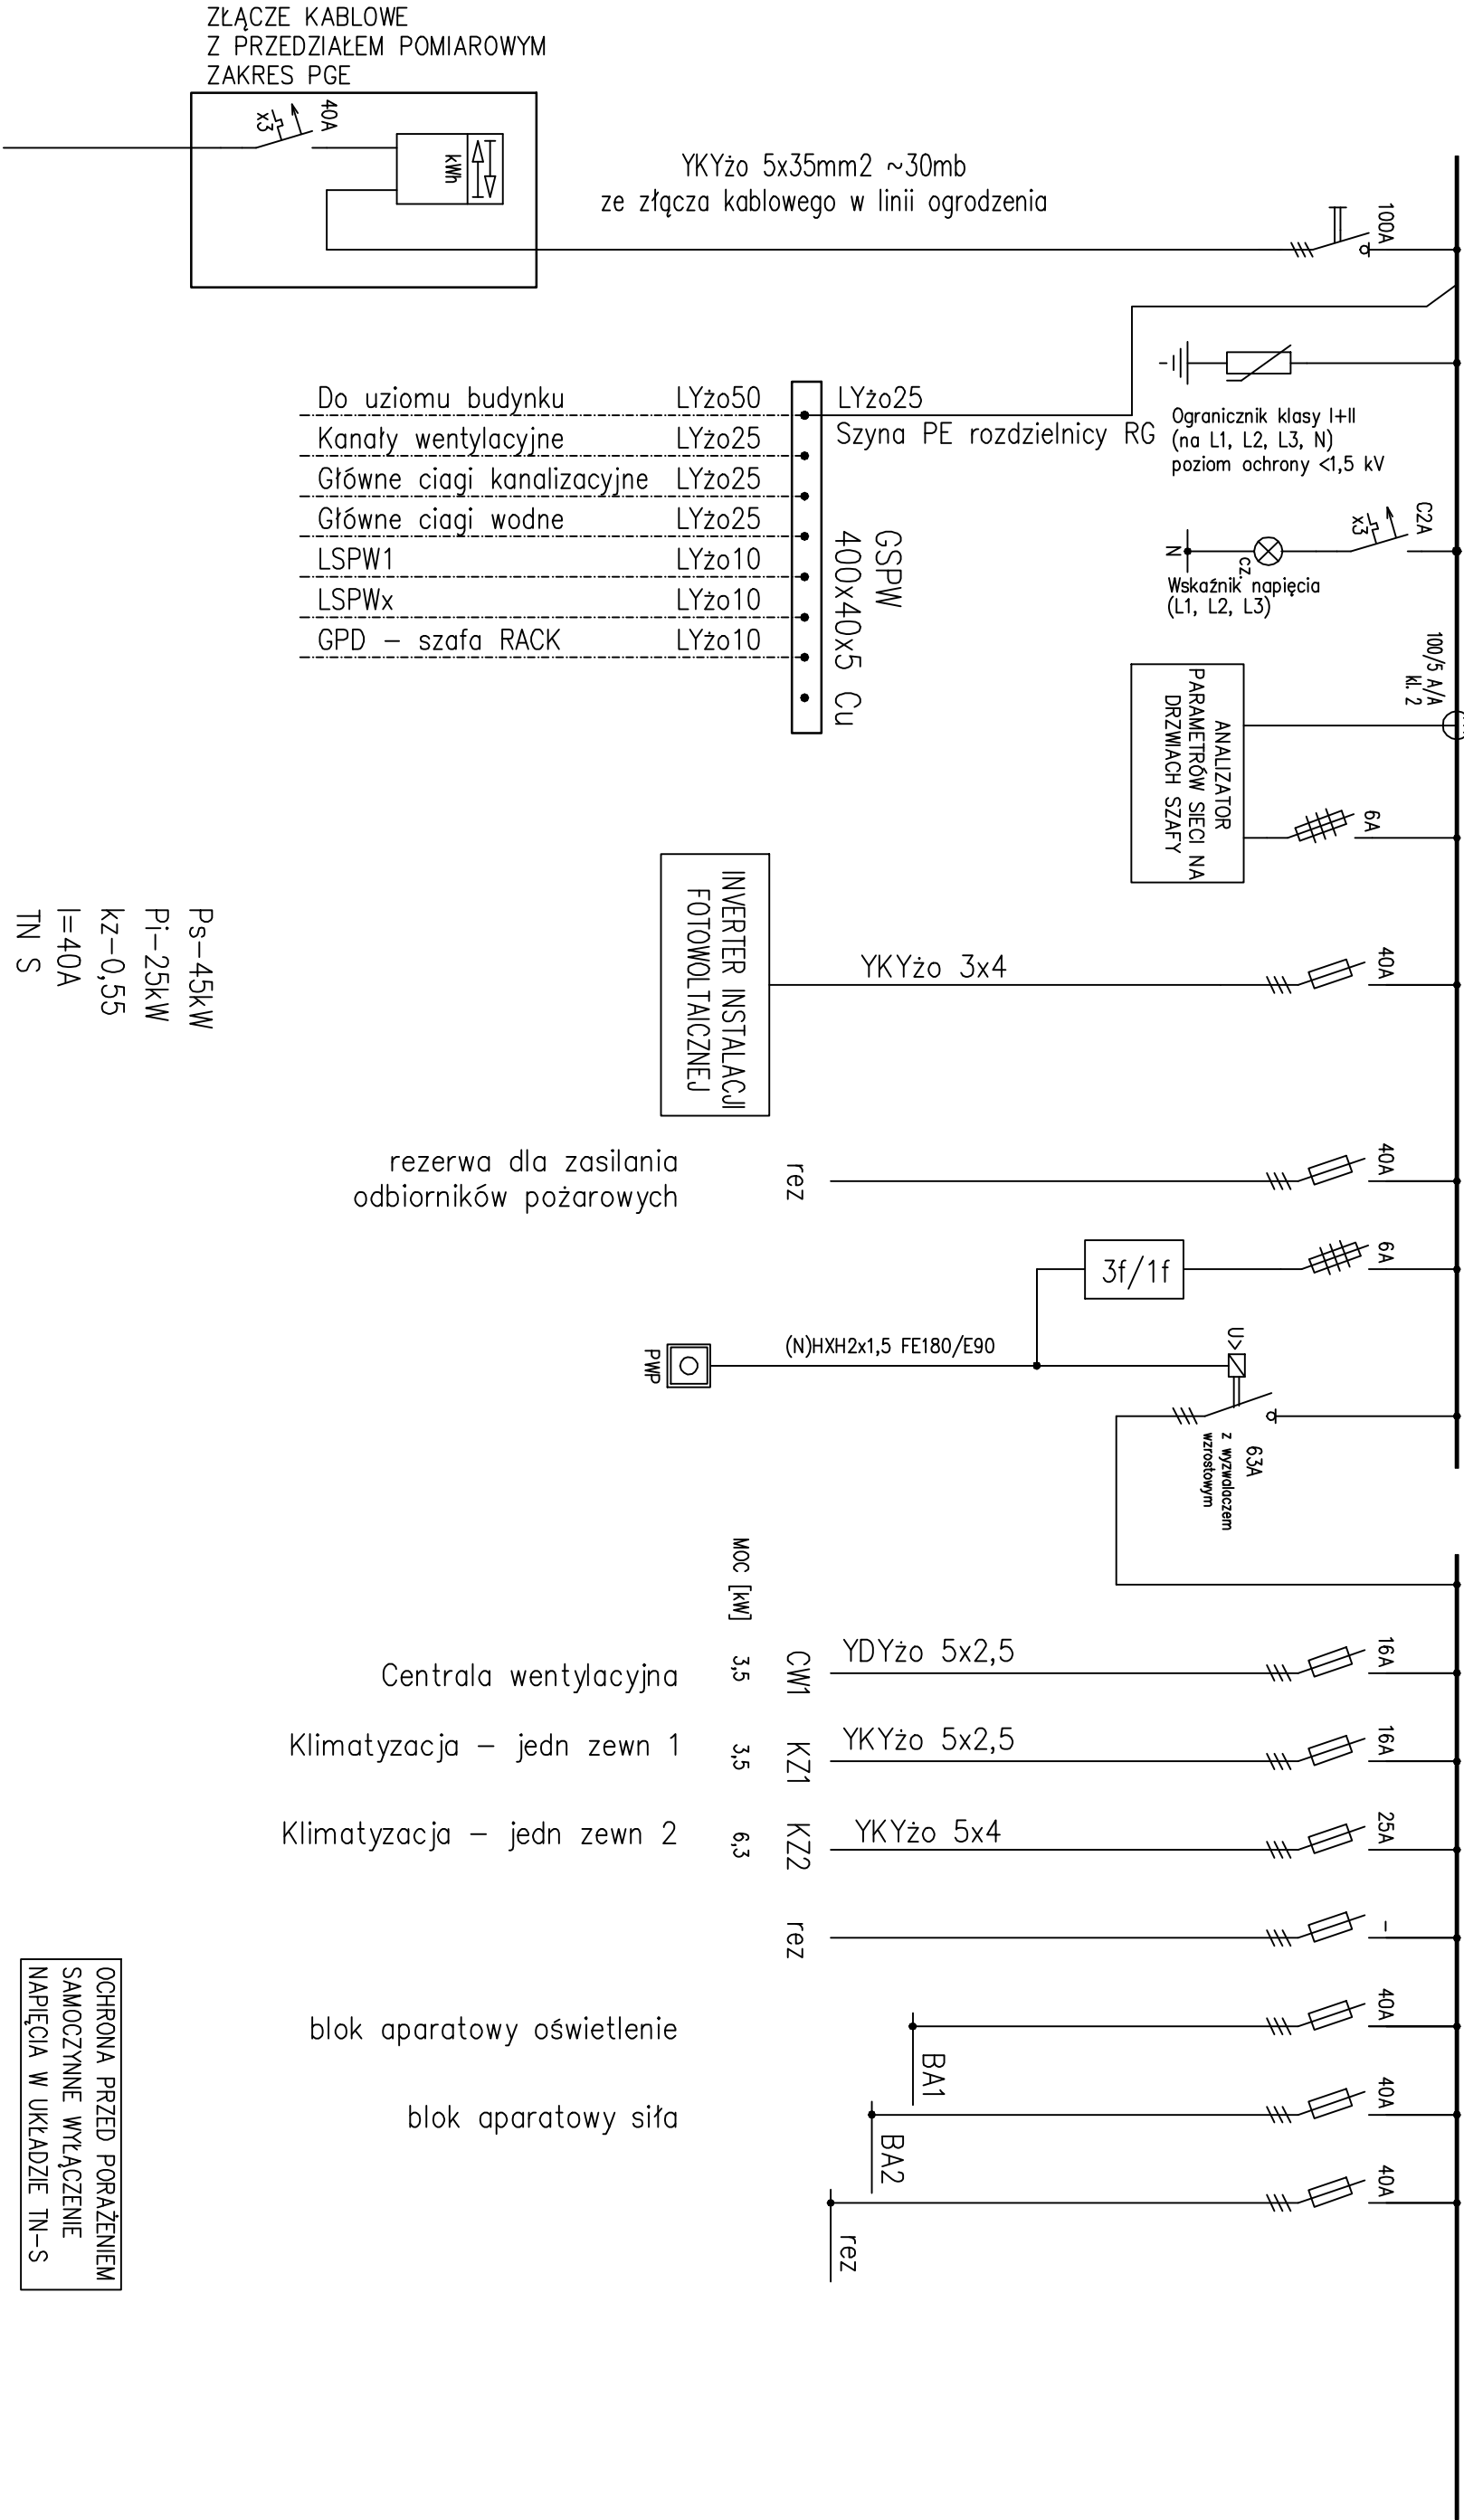 ZŁĄCZE KABLOWE
Z PRZEDZIAŁEM POMIAROWYM
ZAKRES PGE
40A
x3
kWh
YKYżo 5x35mm2 ~30mb
ze złącza kablowego w linii ogrodzenia
100A
Do uziomu budynku LYżo50
LYżo25
Kanały wentylacyjne LYżo25
Szyna PE rozdzielnicy RG
Główne ciagi kanalizacyjne LYżo25
Główne ciagi wodne LYżo25
LSPW1 LYżo10
LSPWx LYżo10
GPD – szafa RACK LYżo10
GSPW
400x40x5 Cu
Ogranicznik klasy I+II
(na L1, L2, L3, N)
poziom ochrony <1,5 kV
C2A
x3
cz.
N
Wskaźnik napięcia
(L1, L2, L3)
100/5 A/A
kl. 2
ANALIZATOR
PARAMETRÓW SIECI NA
DRZWIACH SZAFY
6A
INVERTER INSTALACJI
FOTOWOLTAICZNEJ
YKYżo 3x4
40A
Ps–45kW
Pi–25kW
kz–0,55
I=40A
TN S
rezerwa dla zasilania
odbiorników pożarowych
rez
40A
3f/1f
6A
(N)HXH2x1,5 FE180/E90
PWP
U>
63A
z wyzwalaczem
wzrostowym
MOC [kW]
Centrala wentylacyjna 3,5 CW1 YDYżo 5x2,5 16A
Klimatyzacja – jedn zewn 1 3,5 KZ1 YKYżo 5x2,5 16A
Klimatyzacja – jedn zewn 2 6,3 KZ2 YKYżo 5x4 25A
rez –
blok aparatowy oświetlenie BA1 40A
blok aparatowy siła BA2 40A
rez 40A
OCHRONA PRZED PORAŻENIEM
SAMOCZYNNE WYŁĄCZENIE
NAPIĘCIA W UKŁADZIE TN–S